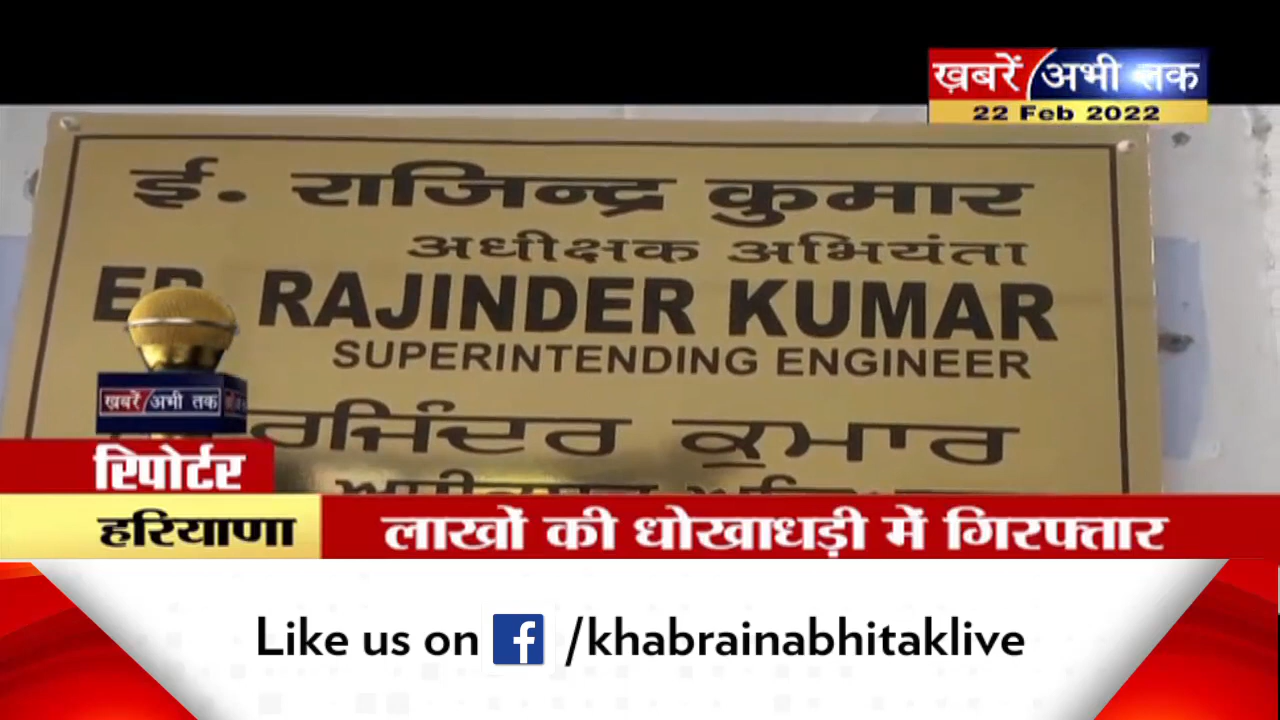 ख़बरें अभी तक
22 Feb 2022
ई. राजिन्द्र कुमार
अधीक्षक अभियंता
ER. RAJINDER KUMAR
SUPERINTENDING ENGINEER
ਰਜਿੰਦਰ ਕੁਮਾਰ
ख़बरें अभी तक
रिपोर्टर
हरियाणा लाखों की धोखाधड़ी में गिरफ्तार
Like us on f /khabrainabhitaklive